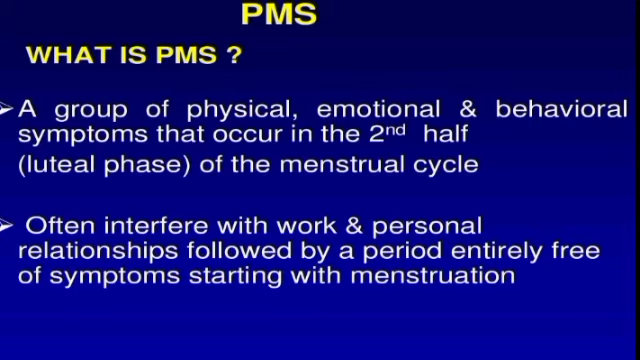 PMS
WHAT IS PMS ?
A group of physical, emotional & behavioral
symptoms that occur in the 2nd half
(luteal phase) of the menstrual cycle
Often interfere with work & personal
relationships followed by a period entirely free
of symptoms starting with menstruation